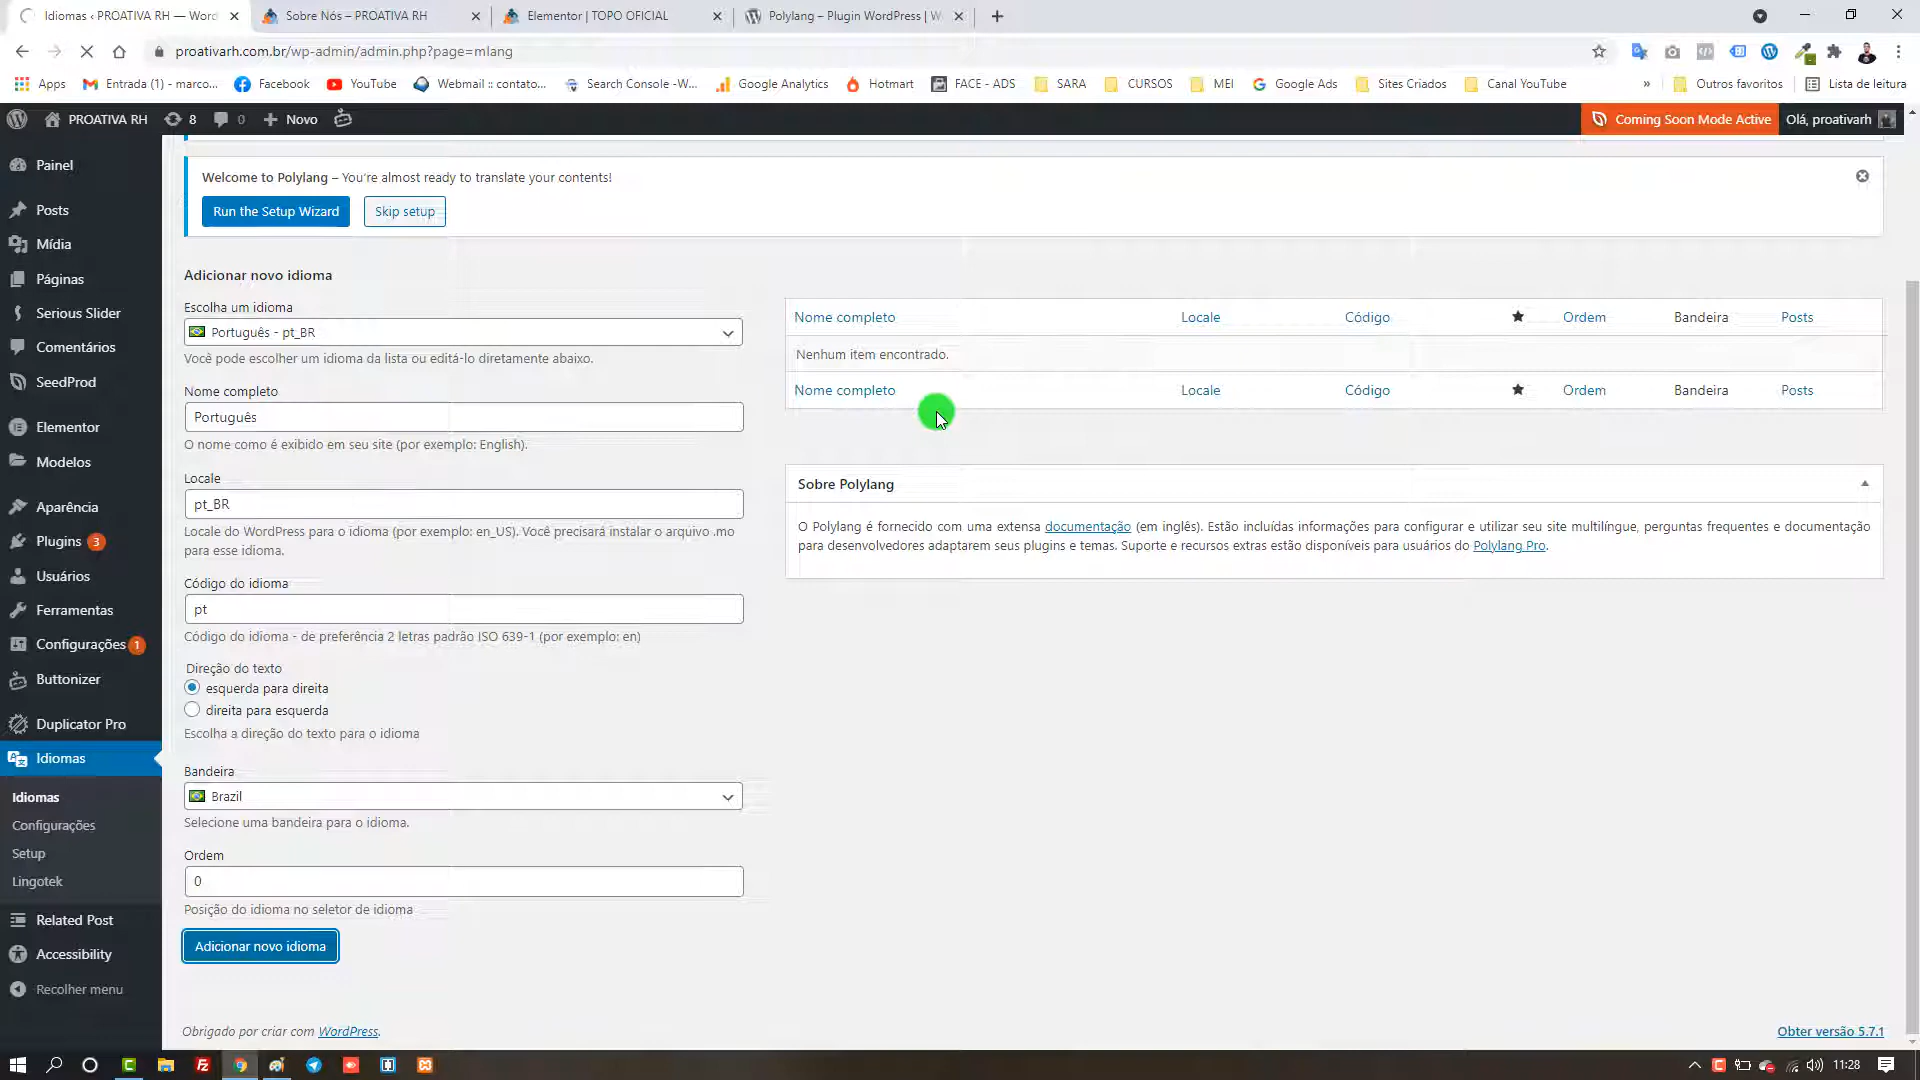 Idiomas ‹ PROATIVA RH — Word
Sobre Nós – PROATIVA RH
Elementor | TOPO OFICIAL
Polylang – Plugin WordPress | W
proativarh.com.br/wp-admin/admin.php?page=mlang
Apps
Entrada (1) - marco...
Facebook
YouTube
Webmail :: contato...
Search Console -W...
Google Analytics
Hotmart
FACE - ADS
SARA
CURSOS
MEI
Google Ads
Sites Criados
Canal YouTube
»
Outros favoritos
Lista de leitura
PROATIVA RH
8
0
Novo
Coming Soon Mode Active
Olá, proativarh
Painel
Posts
Mídia
Páginas
Serious Slider
Comentários
SeedProd
Elementor
Modelos
Aparência
Plugins 3
Usuários
Ferramentas
Configurações 1
Buttonizer
Duplicator Pro
Idiomas
Idiomas
Configurações
Setup
Lingotek
Related Post
Accessibility
Recolher menu
Welcome to Polylang – You're almost ready to translate your contents!
Run the Setup Wizard
Skip setup
Adicionar novo idioma
Escolha um idioma
Português - pt_BR
Você pode escolher um idioma da lista ou editá-lo diretamente abaixo.
Nome completo
Português
O nome como é exibido em seu site (por exemplo: English).
Locale
pt_BR
Locale do WordPress para o idioma (por exemplo: en_US). Você precisará instalar o arquivo .mo
para esse idioma.
Código do idioma
pt
Código do idioma - de preferência 2 letras padrão ISO 639-1 (por exemplo: en)
Direção do texto
esquerda para direita
direita para esquerda
Escolha a direção do texto para o idioma
Bandeira
Brazil
Selecione uma bandeira para o idioma.
Ordem
0
Posição do idioma no seletor de idioma
Adicionar novo idioma
Nome completo Locale Código Ordem Bandeira Posts
Nenhum item encontrado.
Nome completo Locale Código Ordem Bandeira Posts
Sobre Polylang
O Polylang é fornecido com uma extensa documentação (em inglês). Estão incluídas informações para configurar e utilizar seu site multilíngue, perguntas frequentes e documentação
para desenvolvedores adaptarem seus plugins e temas. Suporte e recursos extras estão disponíveis para usuários do Polylang Pro.
Obrigado por criar com WordPress.
Obter versão 5.7.1
11:28